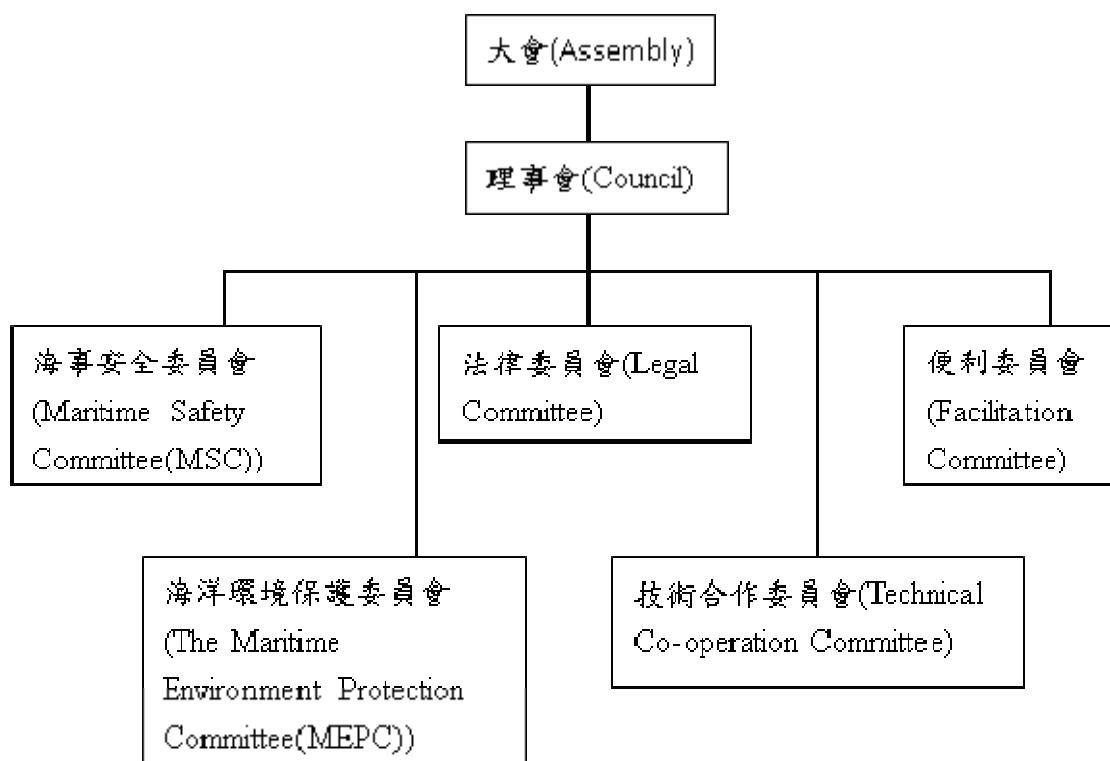 大會(Assembly)
理事會(Council)
海事安全委員會
(Maritime Safety
Committee(MSC))
法律委員會(Legal
Committee)
便利委員會
(Facilitation
Committee)
海洋環境保護委員會
(The Maritime
Environment Protection
Committee(MEPC))
技術合作委員會(Technical
Co-operation Committee)